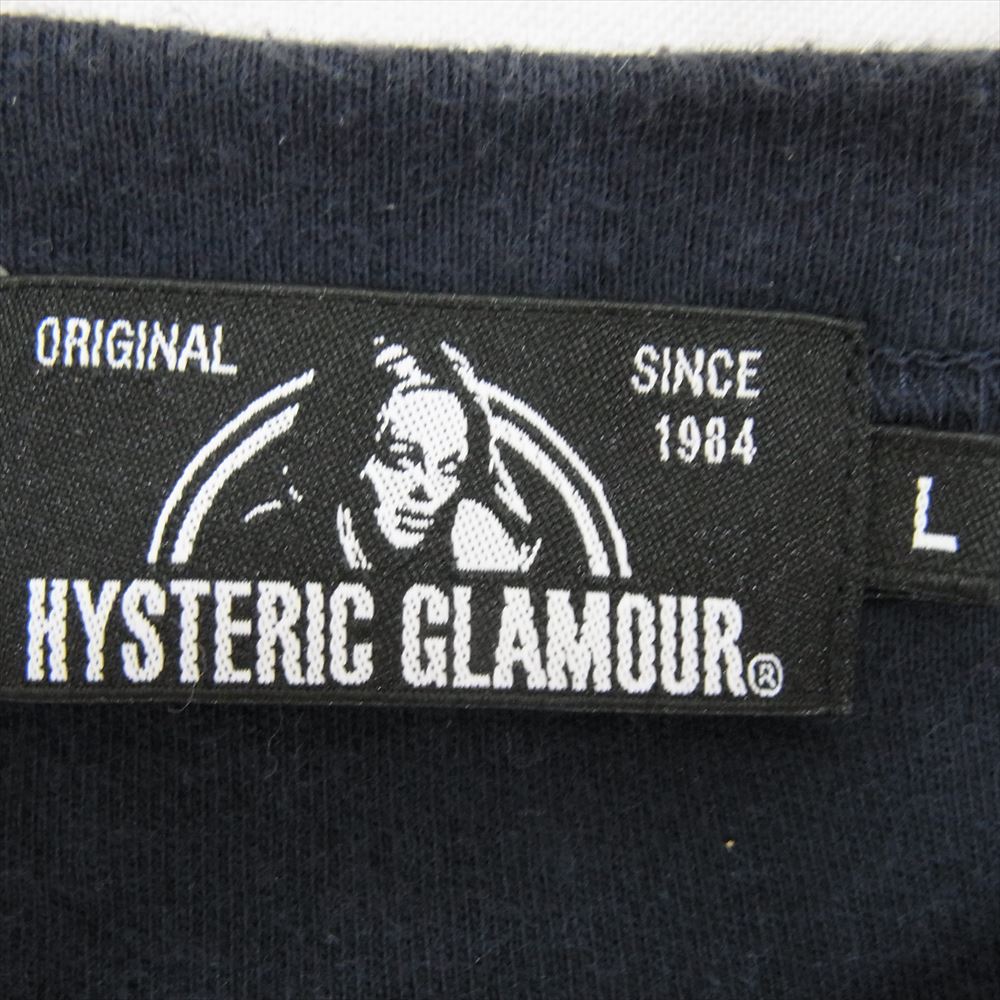 ORIGINAL
SINCE
1984
L
HYSTERIC GLAMOUR®